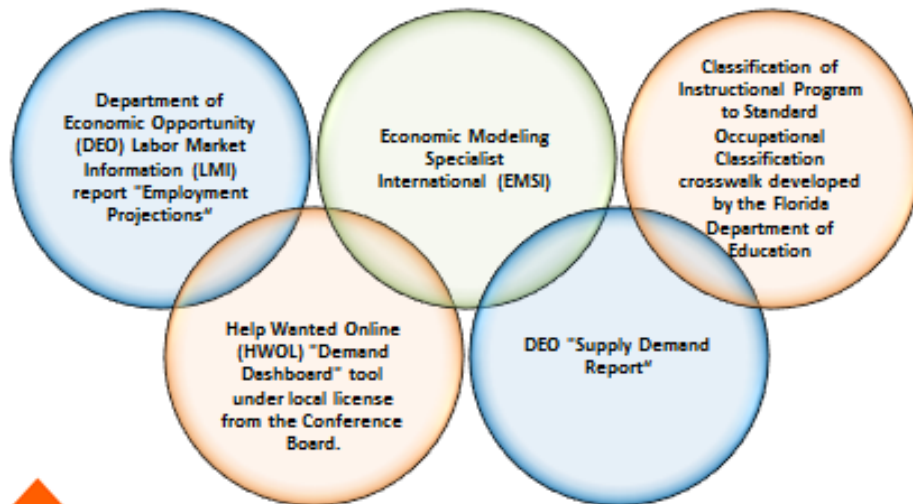 Department of
Economic Opportunity
(DEO) Labor Market
Information (LMI)
report "Employment
Projections"
Economic Modeling
Specialist
International (EMSI)
Classification of
Instructional Program
to Standard
Occupational
Classification
crosswalk developed
by the Florida
Department of
Education
Help Wanted Online
(HWOL) "Demand
Dashboard" tool
under local license
from the Conference
Board.
DEO "Supply Demand
Report"